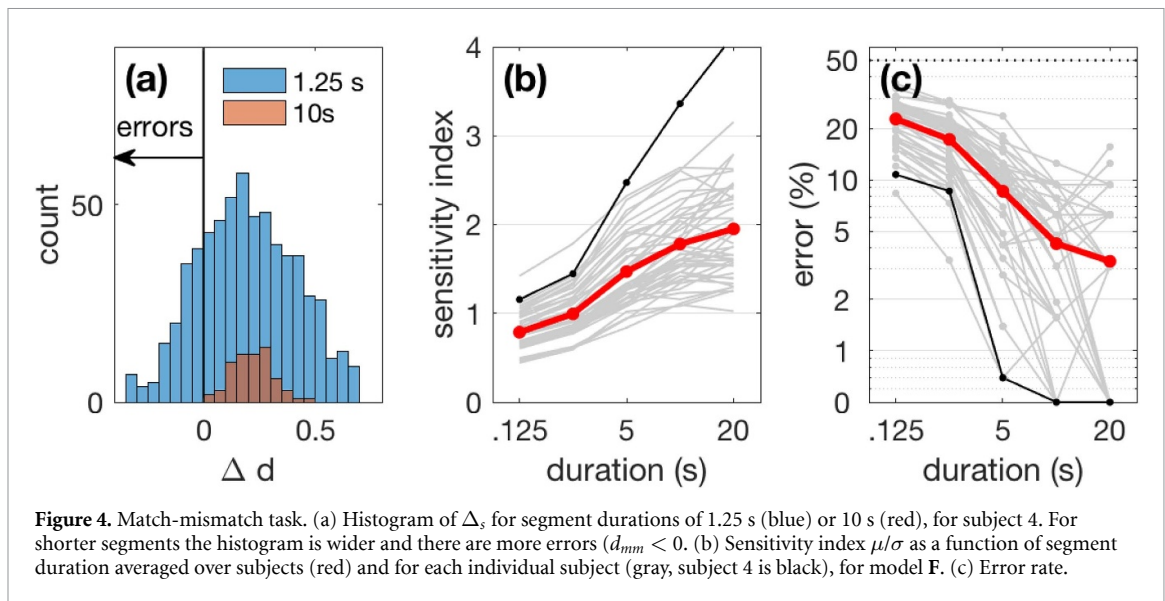 (a)
1.25 s
10s
errors
count
50
0
0
0.5
Δ d
(b)
sensitivity index
4
3
2
1
0
.125
5
20
duration (s)
(c)
error (%)
50
20
10
5
2
1
0
.125
5
20
duration (s)
Figure 4. Match-mismatch task. (a) Histogram of Δs for segment durations of 1.25 s (blue) or 10 s (red), for subject 4. For
shorter segments the histogram is wider and there are more errors (dmm < 0. (b) Sensitivity index μ/σ as a function of segment
duration averaged over subjects (red) and for each individual subject (gray, subject 4 is black), for model F. (c) Error rate.